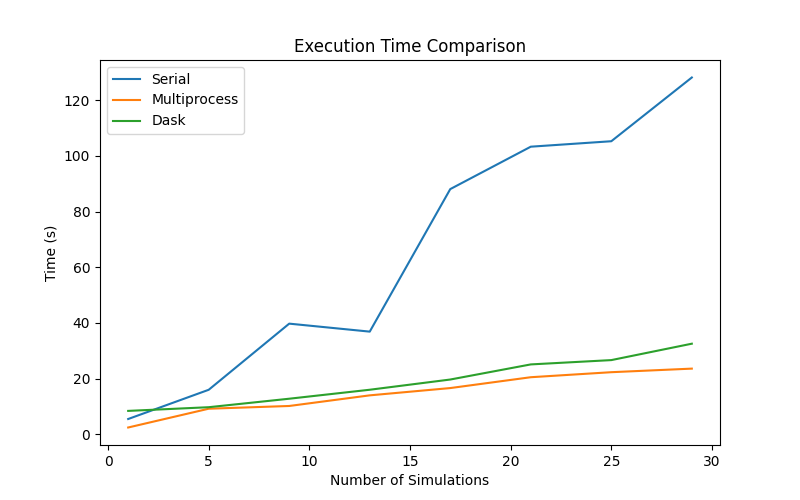 Execution Time Comparison
Serial
Multiprocess
Dask
Time (s)
120
100
80
60
40
20
0
0 5 10 15 20 25 30
Number of Simulations